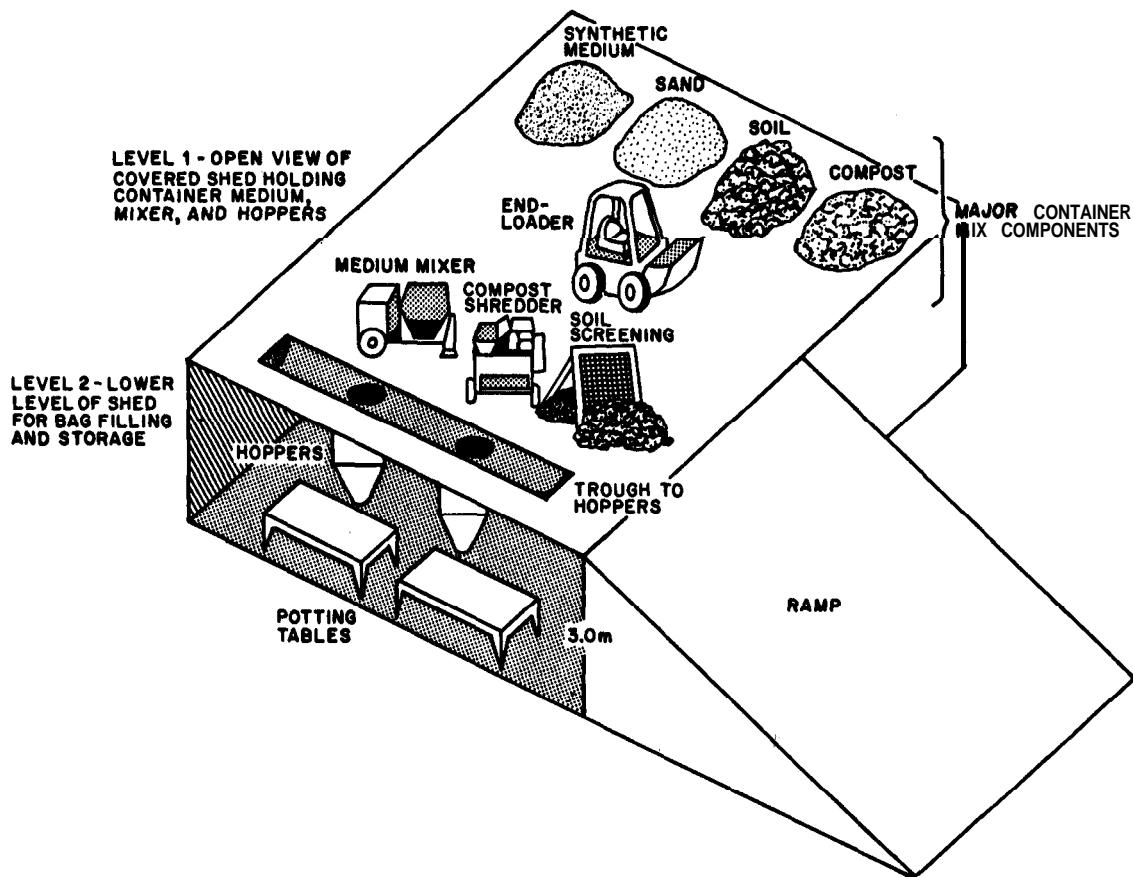 SYNTHETIC
MEDIUM
SAND
SOIL
COMPOST
LEVEL 1 - OPEN VIEW OF
COVERED SHED HOLDING
CONTAINER MEDIUM,
MIXER, AND HOPPERS
END-
LOADER
MAJOR CONTAINER
MIX COMPONENTS
MEDIUM MIXER
COMPOST
SHREDDER
SOIL
SCREENING
LEVEL 2 - LOWER
LEVEL OF SHED
FOR BAG FILLING
AND STORAGE
HOPPERS
TROUGH TO
HOPPERS
POTTING
TABLES
3.0m
RAMP